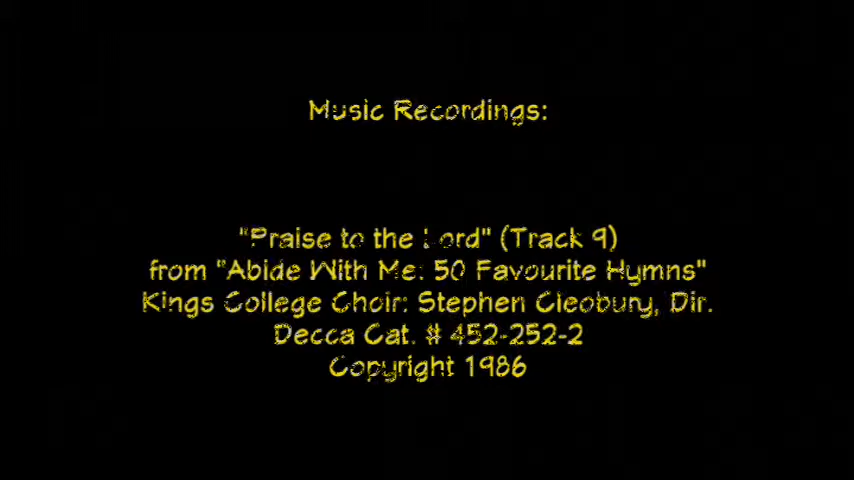 Music Recordings:
"Praise to the Lord" (Track 9)
from "Abide With Me: 50 Favourite Hymns"
Kings College Choir: Stephen Cleobury, Dir.
Decca Cat. # 452-252-2
Copyright 1986